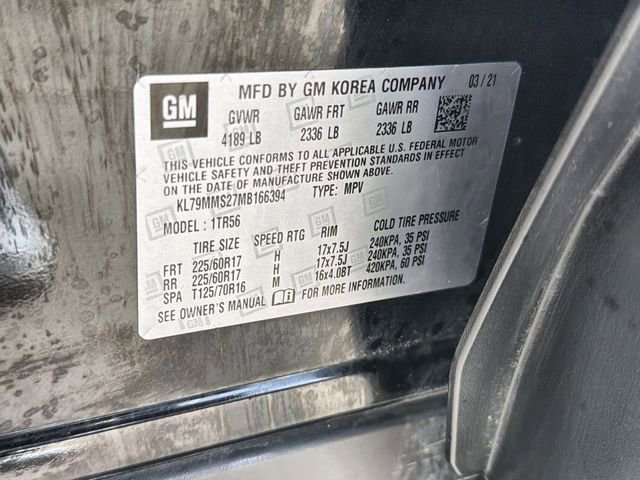 GM
MFD BY GM KOREA COMPANY 03 / 21
GVWR GAWR FRT GAWR RR
4189 LB 2336 LB 2336 LB
THIS VEHICLE CONFORMS TO ALL APPLICABLE U.S. FEDERAL MOTOR
VEHICLE SAFETY AND THEFT PREVENTION STANDARDS IN EFFECT
ON THE DATE OF MANUFACTURE SHOWN ABOVE.
KL79MMS27MB166394 TYPE: MPV
MODEL : 1TR56
TIRE SIZE SPEED RTG RIM COLD TIRE PRESSURE
FRT 225/60R17 H 17x7.5J 240KPA, 35 PSI
RR 225/60R17 H 17x7.5J 240KPA, 35 PSI
SPA T125/70R16 M 16x4.0BT 420KPA, 60 PSI
SEE OWNER'S MANUAL FOR MORE INFORMATION.